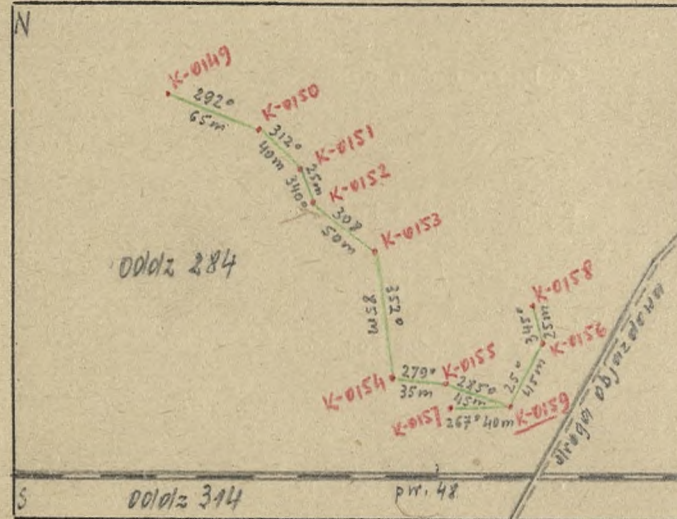 N
K-0149
292°
65m
K-0150
312°
40m
K-0151
25m
340°
K-0152
308
50m
K-0153
oddz 284
352°
85m
K-0158
345°
25m
K-0156
25°
45m
K-0154
279°
35m
K-0155
285°
45m
K-0157
267° 40m
K-0159
droga objazdowa
S
oddz 314
pw. 48